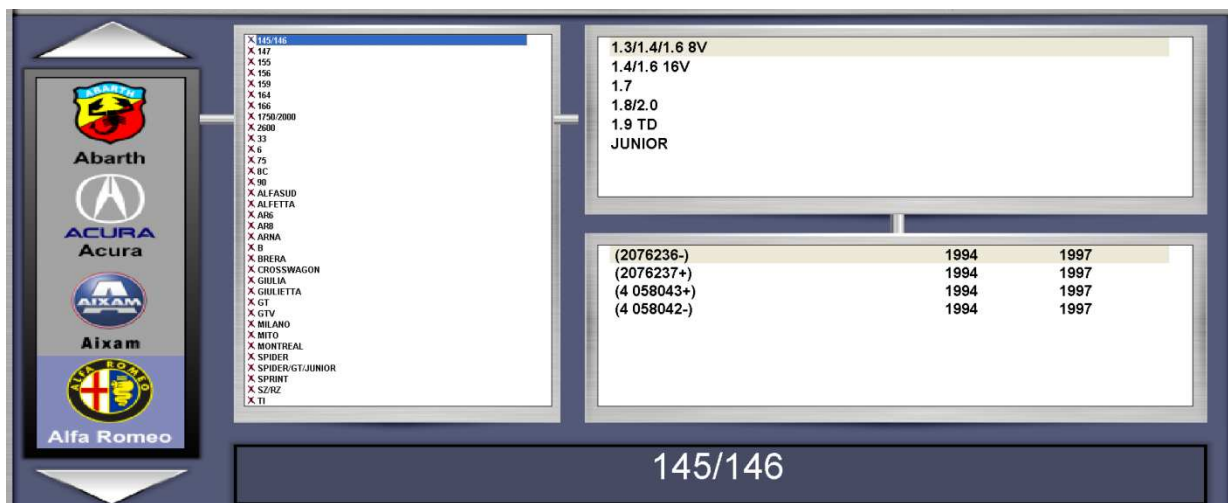 ABARTH
Abarth
ACURA
Acura
AIXAM
Aixam
ALFA ROMEO
Alfa Romeo
145/146
147
155
156
159
164
166
1750/2000
2600
33
6
75
8C
90
ALFASUD
ALFETTA
AR6
AR8
ARNA
B
BRERA
CROSSWAGON
GIULIA
GIULIETTA
GT
GTV
MILANO
MITO
MONTREAL
SPIDER
SPIDER/GT/JUNIOR
SPRINT
SZ/RZ
TI
1.3/1.4/1.6 8V
1.4/1.6 16V
1.7
1.8/2.0
1.9 TD
JUNIOR
(2076236-) 1994 1997
(2076237+) 1994 1997
(4 058043+) 1994 1997
(4 058042-) 1994 1997
145/146